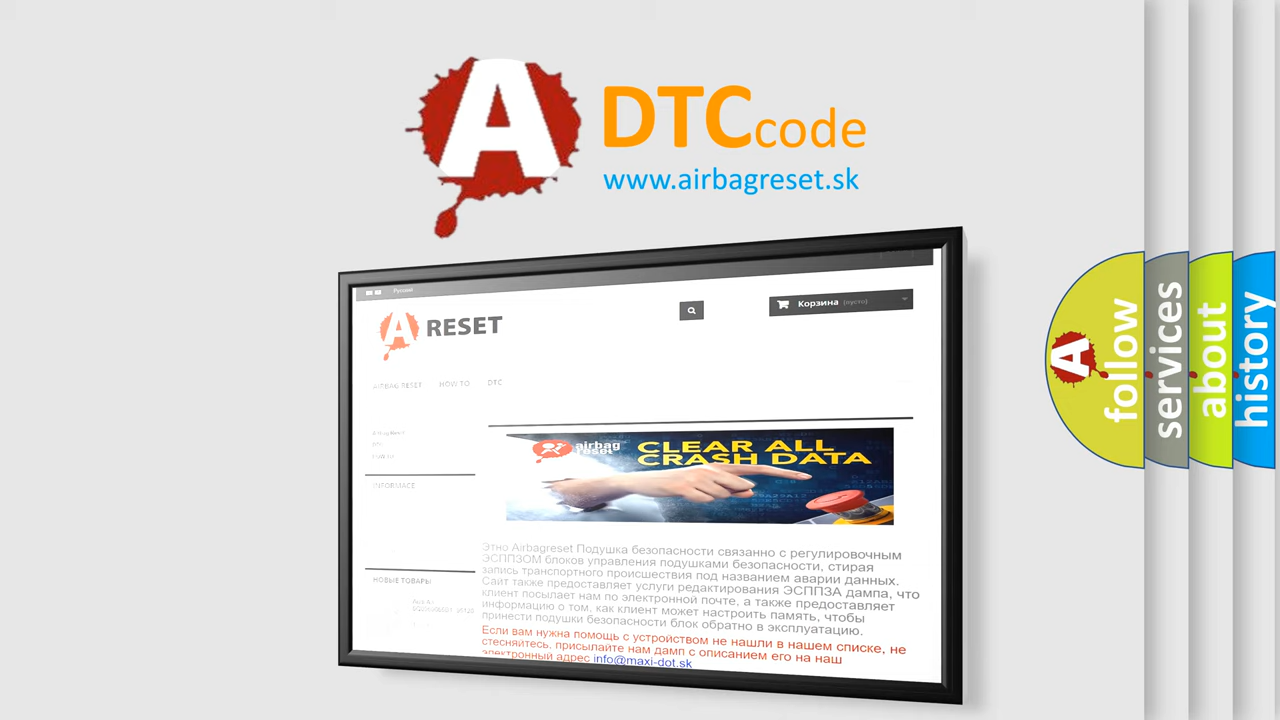 A DTCcode
www.airbagreset.sk
Русский
A RESET
Корзина (пусто)
AIRBAG RESET HOW TO DTC
INFORMACE
airbag
reset
CLEAR ALL
CRASH DATA
Этно Airbagreset Подушка безопасности связанно с регулировочным
ЭСППЗОМ блоков управления подушками безопасности, стирая
запись транспортного происшествия под названием аварии данных.
Сайт также предоставляет услуги редактирования ЭСППЗА дампа, что
клиент посылает нам по электронной почте, а также предоставляет
информацию о том, как клиент может настроить память, чтобы
принести подушки безопасности блок обратно в эксплуатацию.
Если вам нужна помощь с устройством не нашли в нашем списке, не
стесняйтесь, присылайте нам дамп с описанием его на наш
электронный адрес info@maxi-dot.sk
НОВЫЕ ТОВАРЫ
A
follow
services
about
history